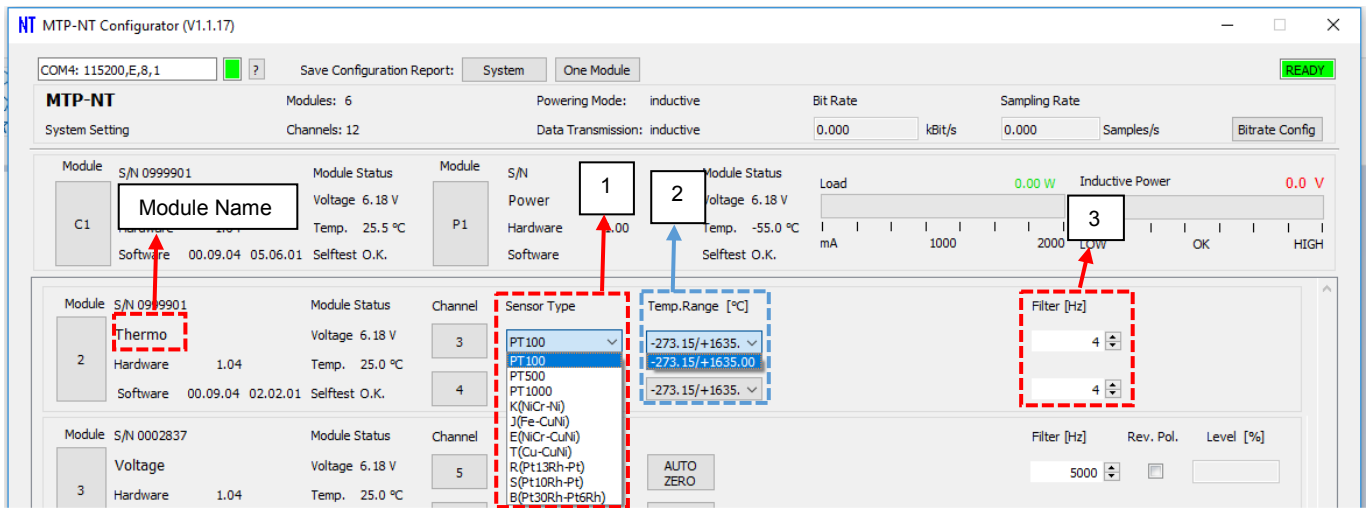 NT MTP-NT Configurator (V1.1.17)
COM4: 115200,E,8,1 ? Save Configuration Report: System One Module READY
MTP-NT Modules: 6 Powering Mode: inductive Bit Rate Sampling Rate
System Setting Channels: 12 Data Transmission: inductive 0.000 kBit/s 0.000 Samples/s Bitrate Config
Module S/N 0999901 Module Status Module S/N Module Status Load 0.00 W Inductive Power 0.0 V
Module Name Voltage 6.18 V Power 1 2 Voltage 6.18 V
C1 Hardware 1.04 Temp. 25.5 °C P1 Hardware .00 Temp. -55.0 °C mA 1000 2000 3 LOW OK HIGH
Software 00.09.04 05.06.01 Selftest O.K. Software Selftest O.K.
Module S/N 0999901 Module Status Channel Sensor Type Temp.Range [°C] Filter [Hz]
Thermo Voltage 6.18 V 3 PT100 -273.15/+1635. 4
2 Hardware 1.04 Temp. 25.0 °C PT100 -273.15/+1635.00
PT500
Software 00.09.04 02.02.01 Selftest O.K. 4 PT1000 -273.15/+1635. 4
K(NiCr-Ni)
J(Fe-CuNi)
Module S/N 0002837 Module Status Channel E(NiCr-CuNi) Filter [Hz] Rev. Pol. Level [%]
T(Cu-CuNi)
Voltage Voltage 6.18 V 5 R(Pt13Rh-Pt) AUTO ZERO 5000
S(Pt10Rh-Pt)
3 Hardware 1.04 Temp. 25.0 °C B(Pt30Rh-Pt6Rh)